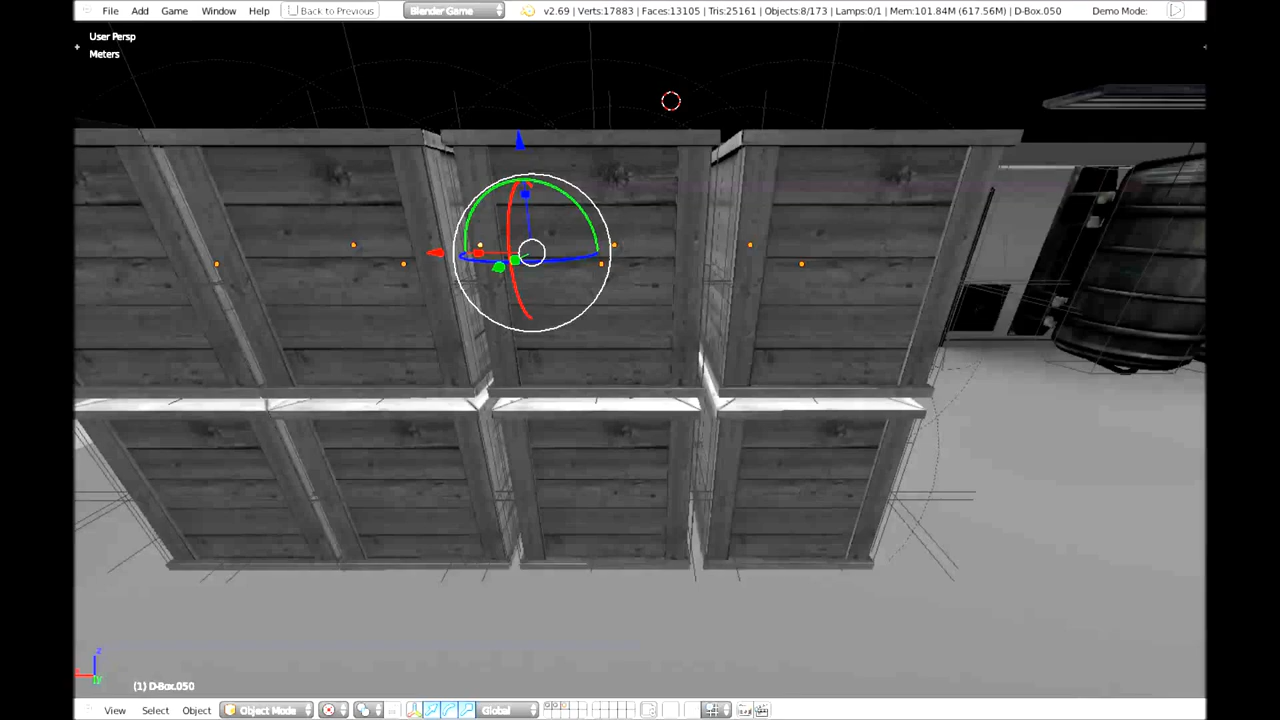 File Add Game Window Help Back to Previous Blender Game v2.69 | Verts:17883 | Faces:13105 | Tris:25161 | Objects:8/173 | Lamps:0/1 | Mem:101.84M (617.56M) | D-Box.050 Demo Mode:
User Persp
Meters
z
y
(1) D-Box.050
View Select Object Object Mode Global